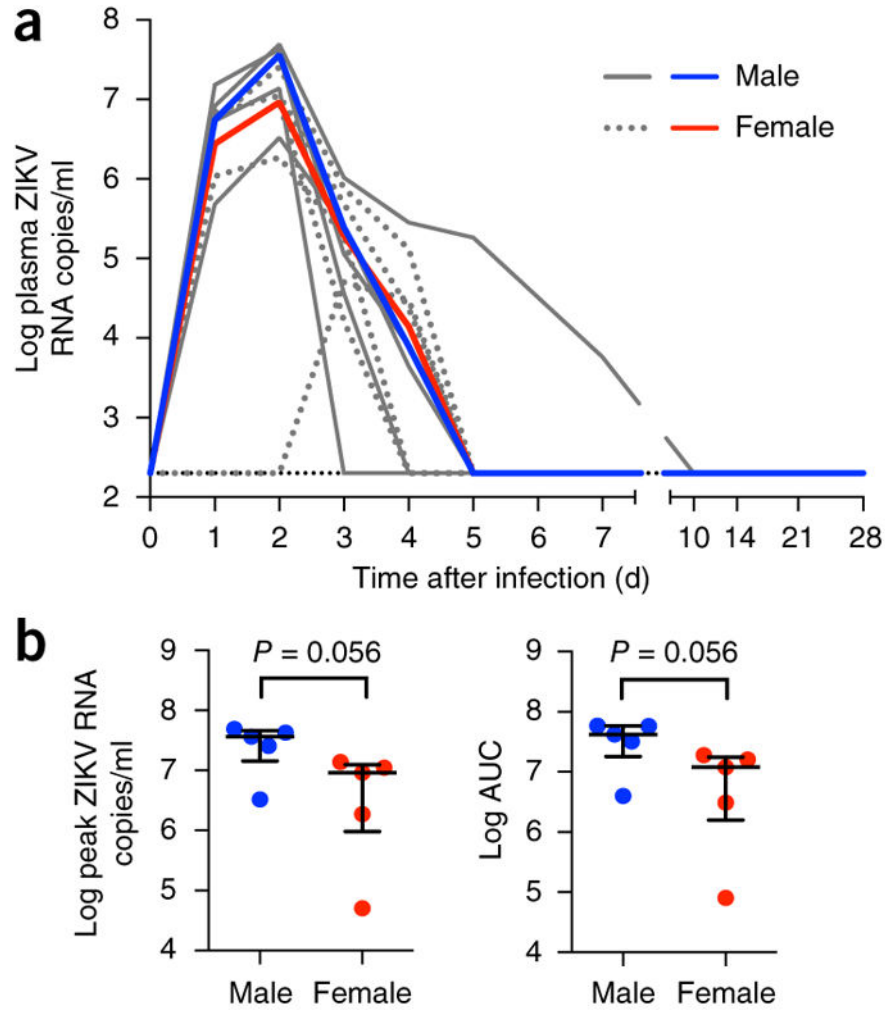 a
8
7
6
5
4
3
2
Log plasma ZIKV
RNA copies/ml
Male
Female
0 1 2 3 4 5 6 7 10 14 21 28
Time after infection (d)
b
9
8
7
6
5
4
Log peak ZIKV RNA
copies/ml
P = 0.056
Male Female
9
8
7
6
5
4
Log AUC
P = 0.056
Male Female